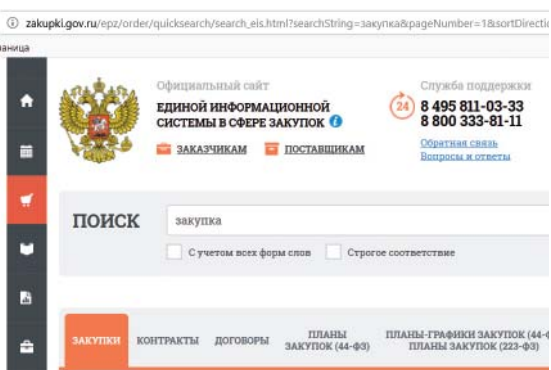 zakupki.gov.ru/epz/order/quicksearch/search_eis.html?searchString=закупка&pageNumber=1&sortDirectio
раница
Официальный сайт
ЕДИНОЙ ИНФОРМАЦИОННОЙ
СИСТЕМЫ В СФЕРЕ ЗАКУПОК
ЗАКАЗЧИКАМ ПОСТАВЩИКАМ
Служба поддержки
24 8 495 811-03-33
8 800 333-81-11
Обратная связь
Вопросы и ответы
ПОИСК закупка
С учетом всех форм слов Строгое соответствие
ЗАКУПКИ КОНТРАКТЫ ДОГОВОРЫ
ПЛАНЫ
ЗАКУПОК (44-ФЗ)
ПЛАНЫ-ГРАФИКИ ЗАКУПОК (44-Ф
ПЛАНЫ ЗАКУПОК (223-ФЗ)